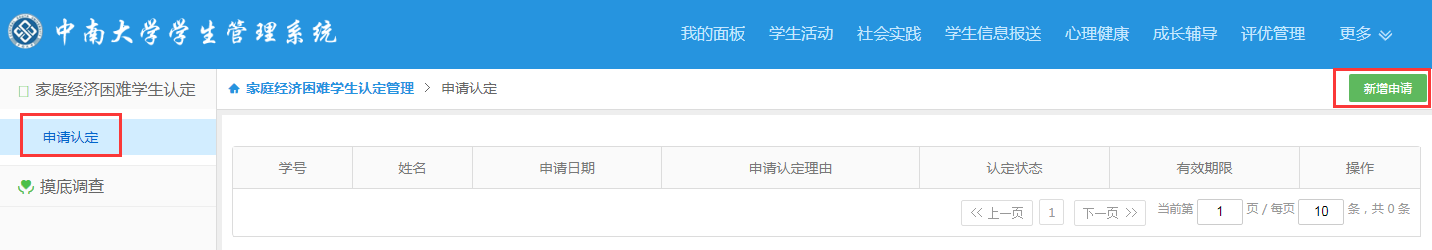 中南大学学生管理系统
我的面板 学生活动 社会实践 学生信息报送 心理健康 成长辅导 评优管理 更多
家庭经济困难学生认定
家庭经济困难学生认定管理 > 申请认定
新增申请
申请认定
摸底调查
学号 姓名 申请日期 申请认定理由 认定状态 有效期限 操作
<< 上一页 1 下一页 >> 当前第 1 页 / 每页 10 条 , 共 0 条